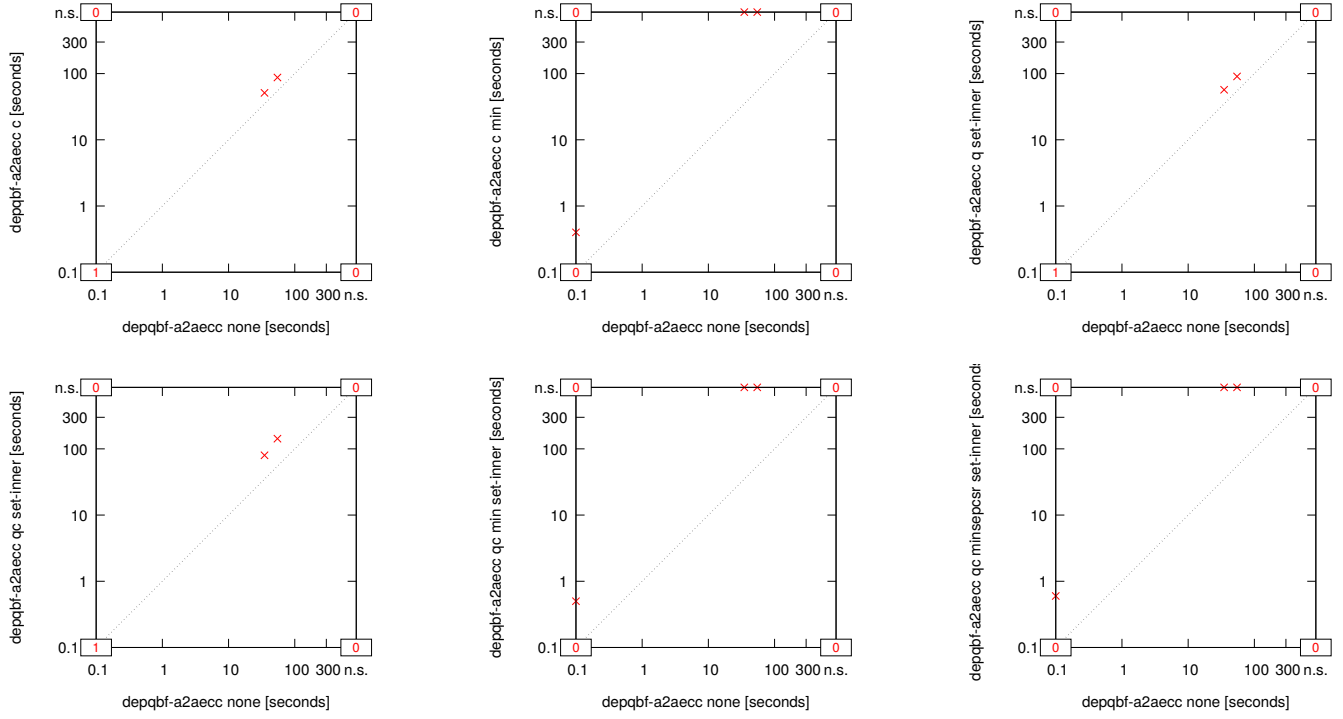 n.s. 0 0
300
100
10
1
0.1 1 0
0.1 1 10 100 300 n.s.
depqbf-a2aecc c [seconds]
depqbf-a2aecc none [seconds]
n.s. 0 0
300
100
10
1
0.1 0 0
0.1 1 10 100 300 n.s.
depqbf-a2aecc c min [seconds]
depqbf-a2aecc none [seconds]
n.s. 0 0
300
100
10
1
0.1 1 0
0.1 1 10 100 300 n.s.
depqbf-a2aecc q set-inner [seconds]
depqbf-a2aecc none [seconds]
n.s. 0 0
300
100
10
1
0.1 1 0
0.1 1 10 100 300 n.s.
depqbf-a2aecc qc set-inner [seconds]
depqbf-a2aecc none [seconds]
n.s. 0 0
300
100
10
1
0.1 0 0
0.1 1 10 100 300 n.s.
depqbf-a2aecc qc min set-inner [seconds]
depqbf-a2aecc none [seconds]
n.s. 0 0
300
100
10
1
0.1 0 0
0.1 1 10 100 300 n.s.
depqbf-a2aecc qc minsepcsr set-inner [second
depqbf-a2aecc none [seconds]